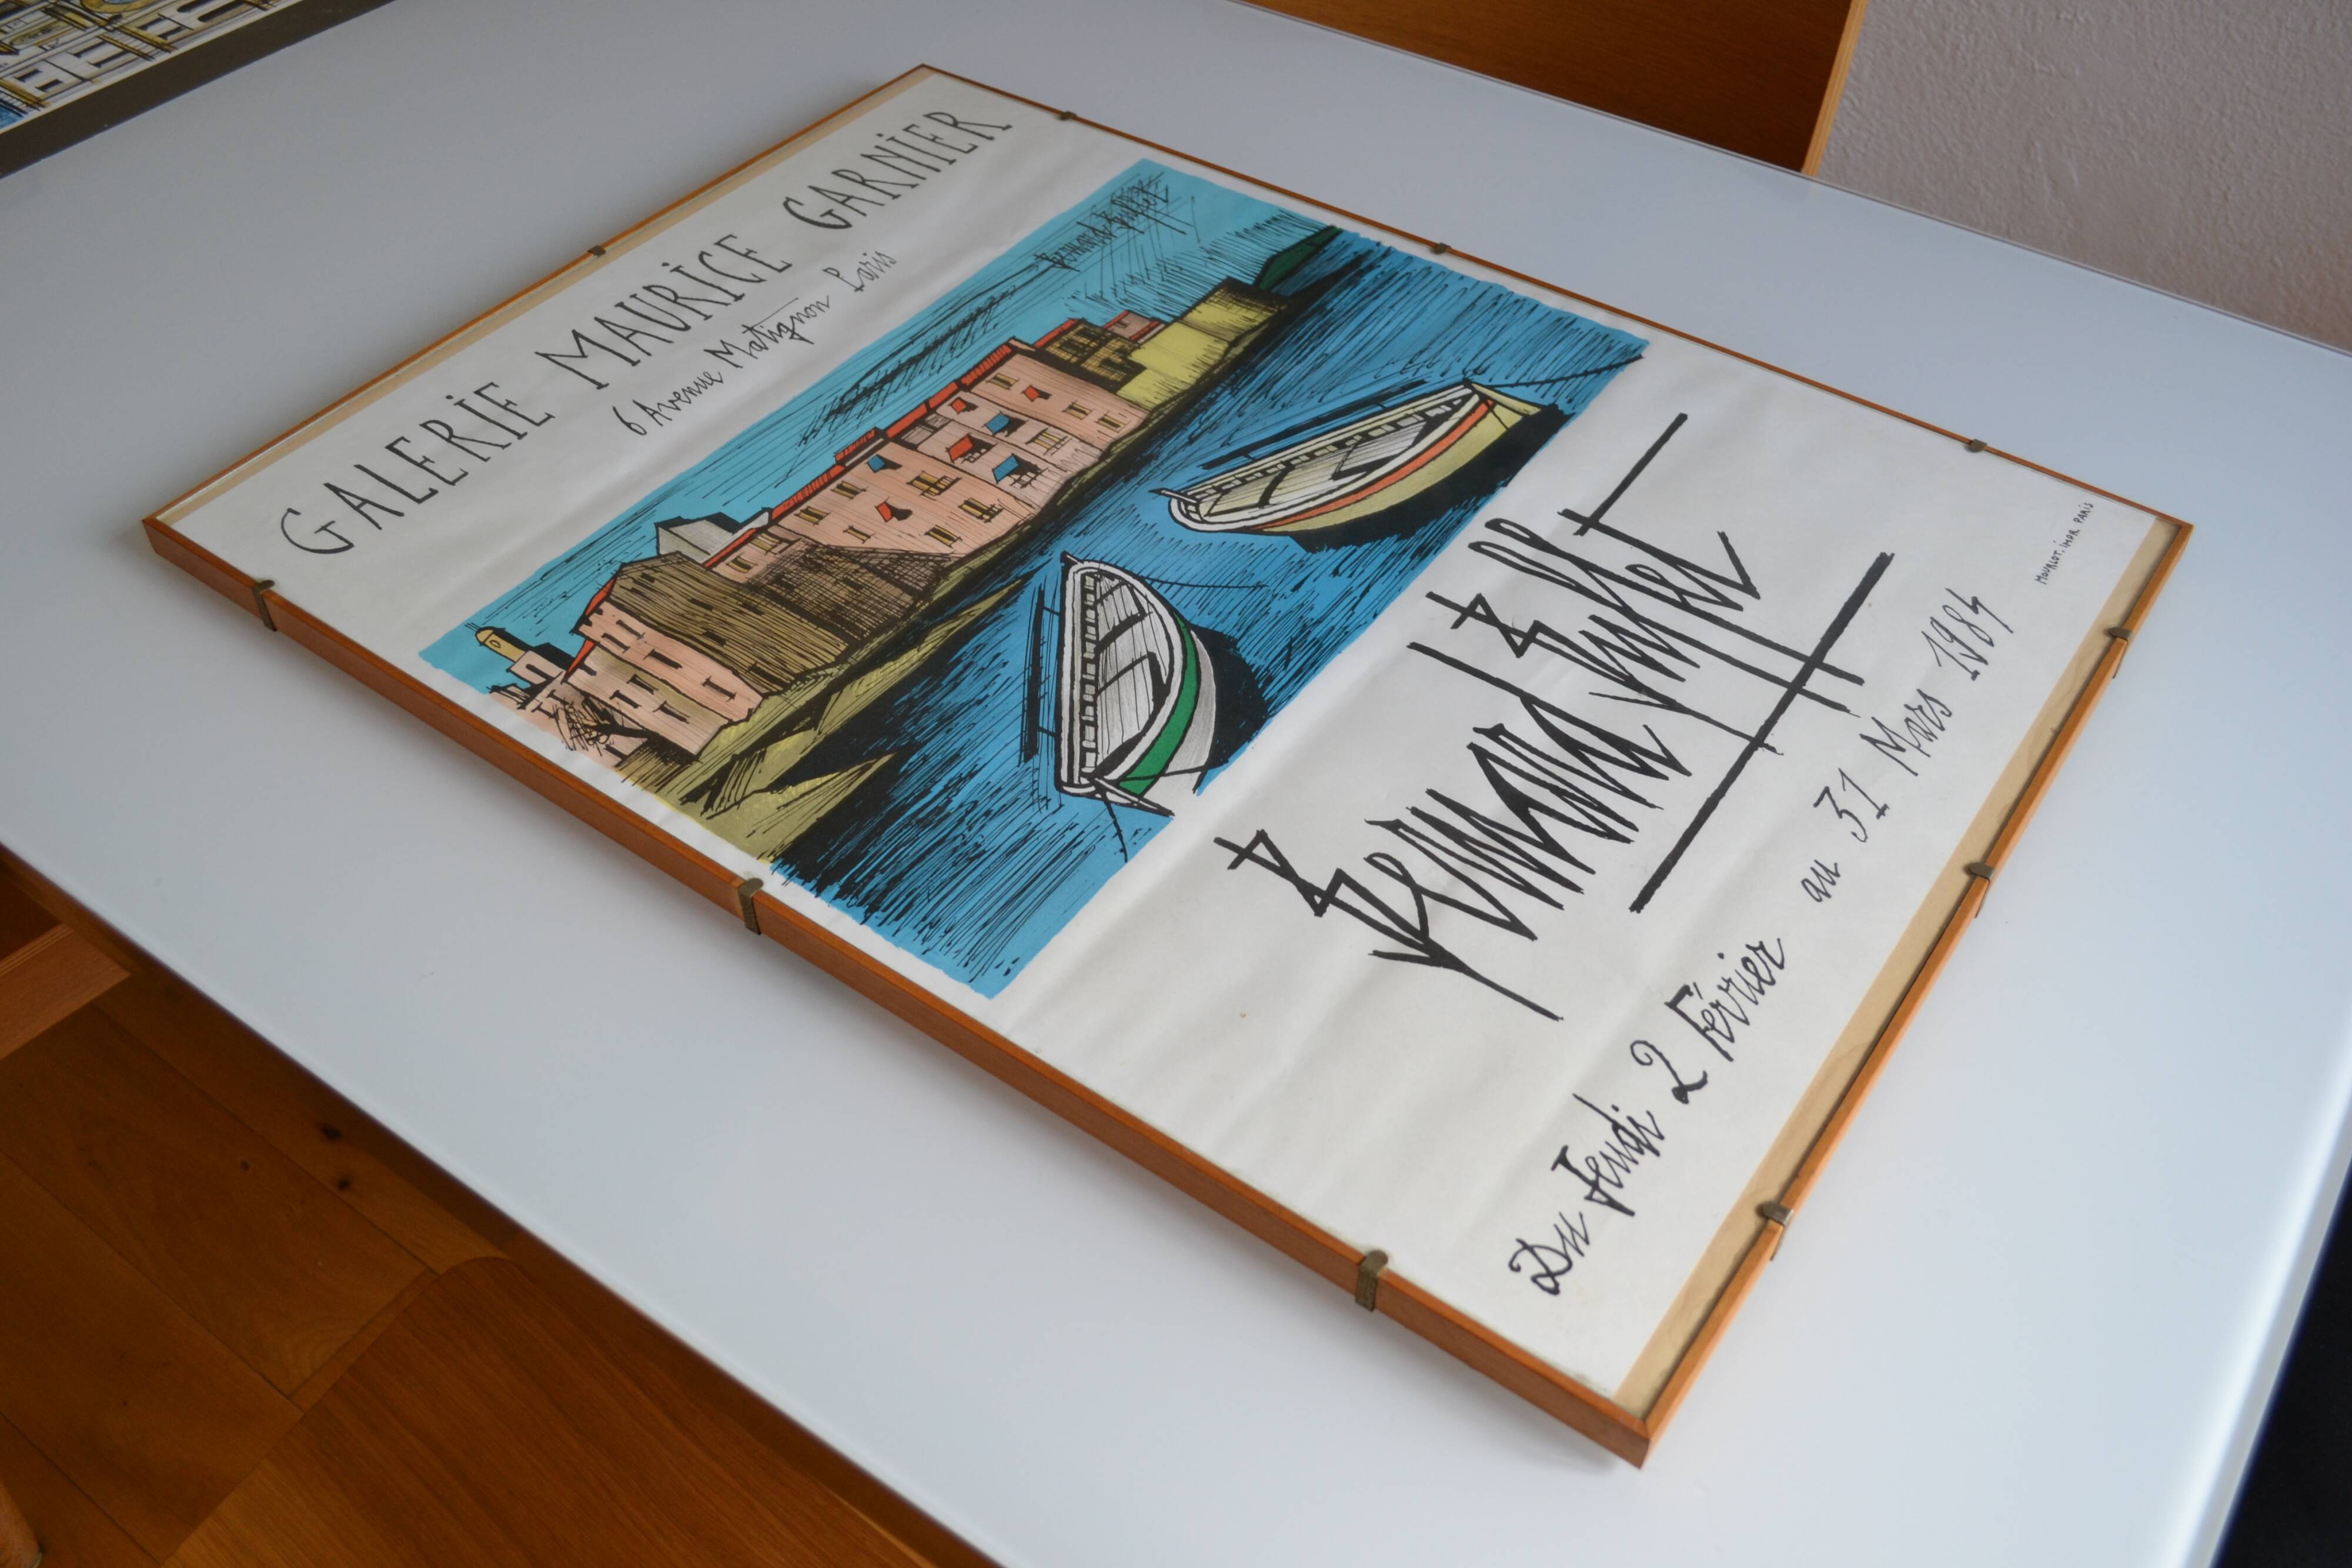 GALERIE MAURICE GARNIER
6 Avenue Matignon Paris
Bernard Buffet
Bernard Buffet
Du Jeudi 2 Février au 31 Mars 1984
MOURLOT. IMPR PARIS